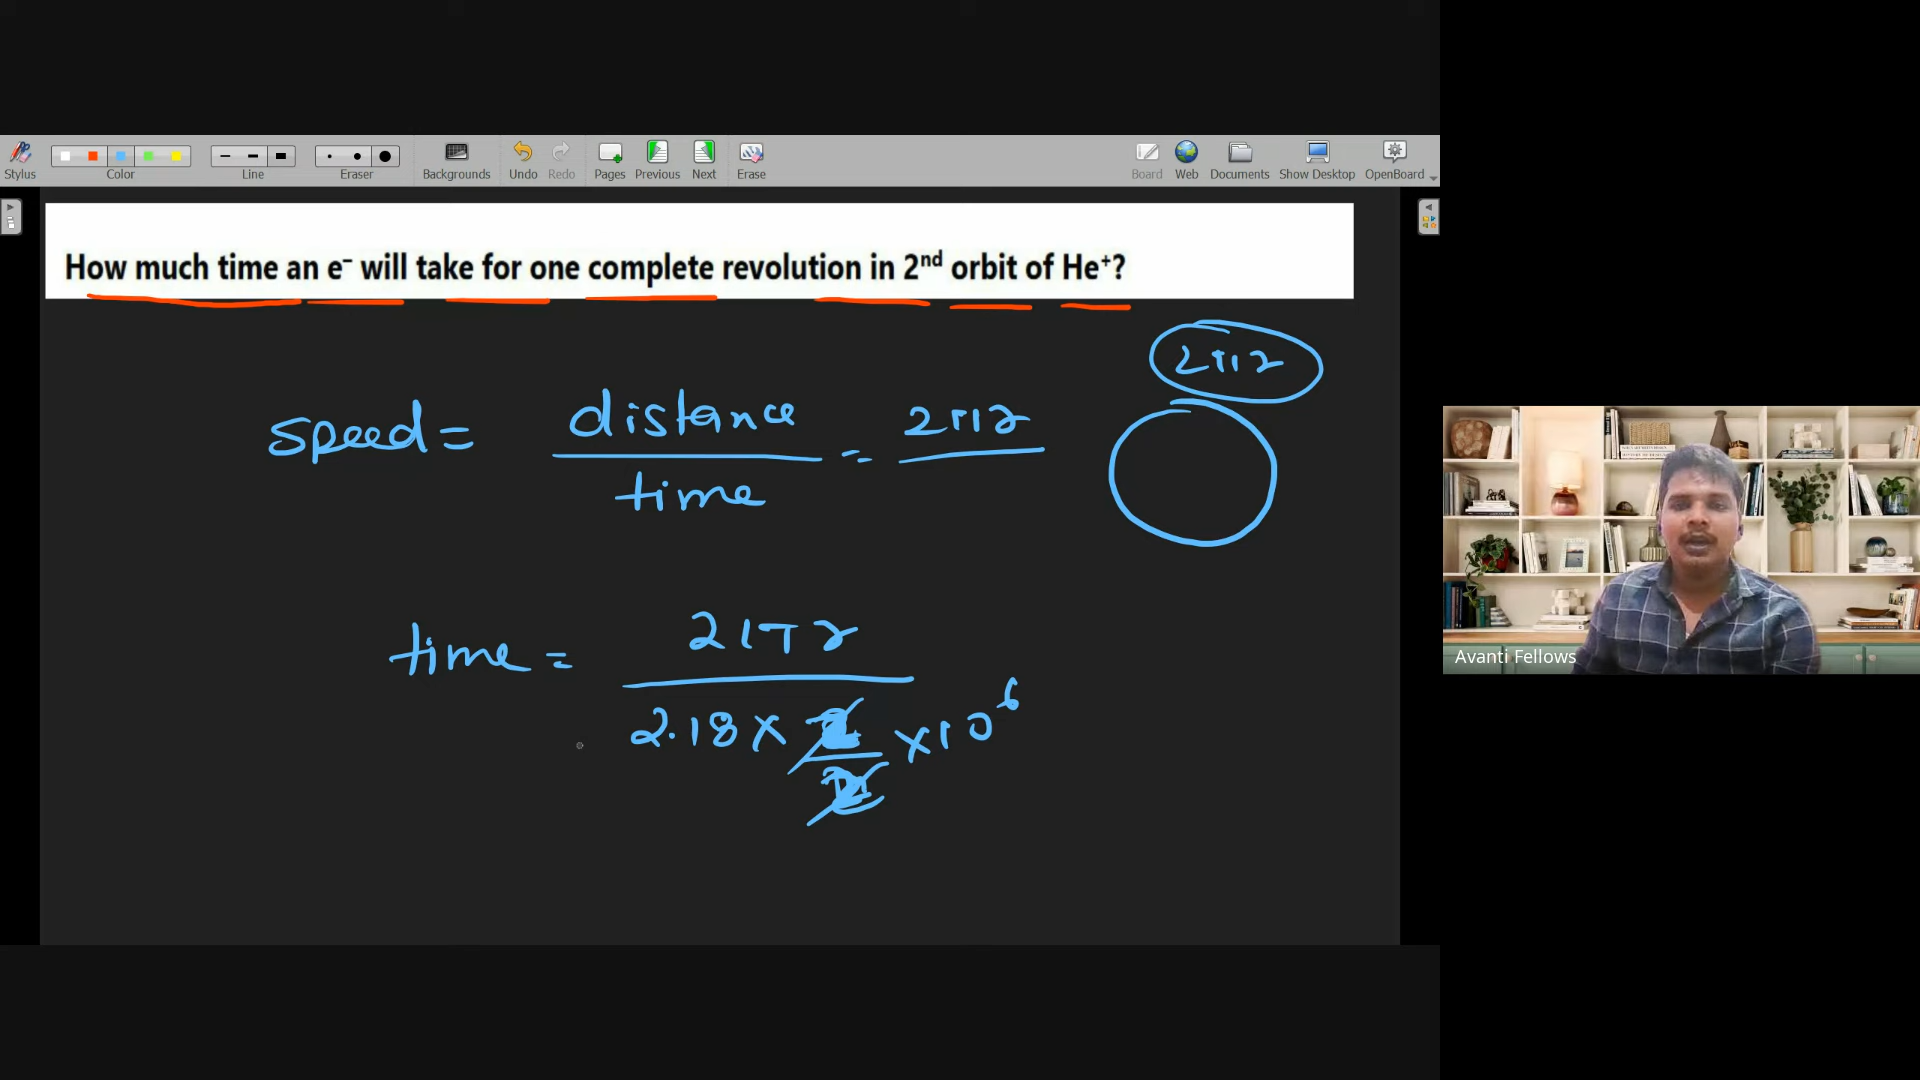 Stylus Color Line Eraser Backgrounds Undo Redo Pages Previous Next Erase Board Web Documents Show Desktop OpenBoard
How much time an e⁻ will take for one complete revolution in 2ⁿᵈ orbit of He⁺?
2πr
speed = distance / time = 2πr
time = 2πr / 2.18 × 2/2 × 10⁶
Avanti Fellows